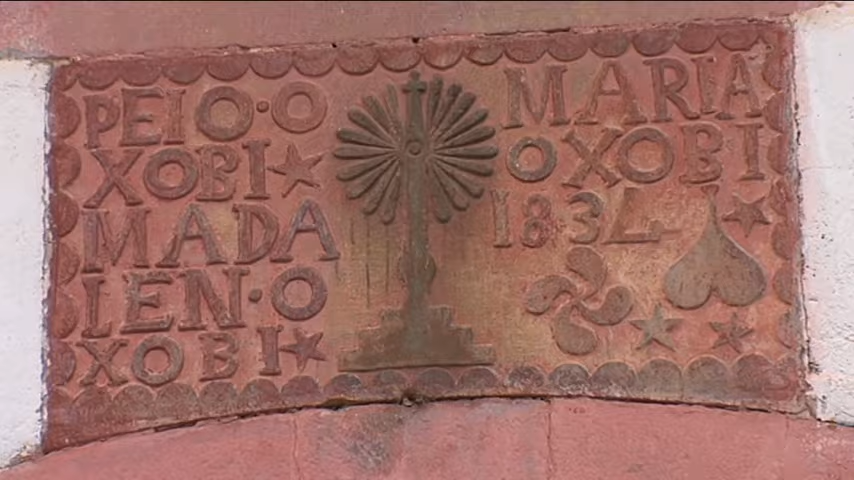 PEIO·O
XOBI★
MADA
LEN·O
XOBI★
MARIA
OXOBI
1834